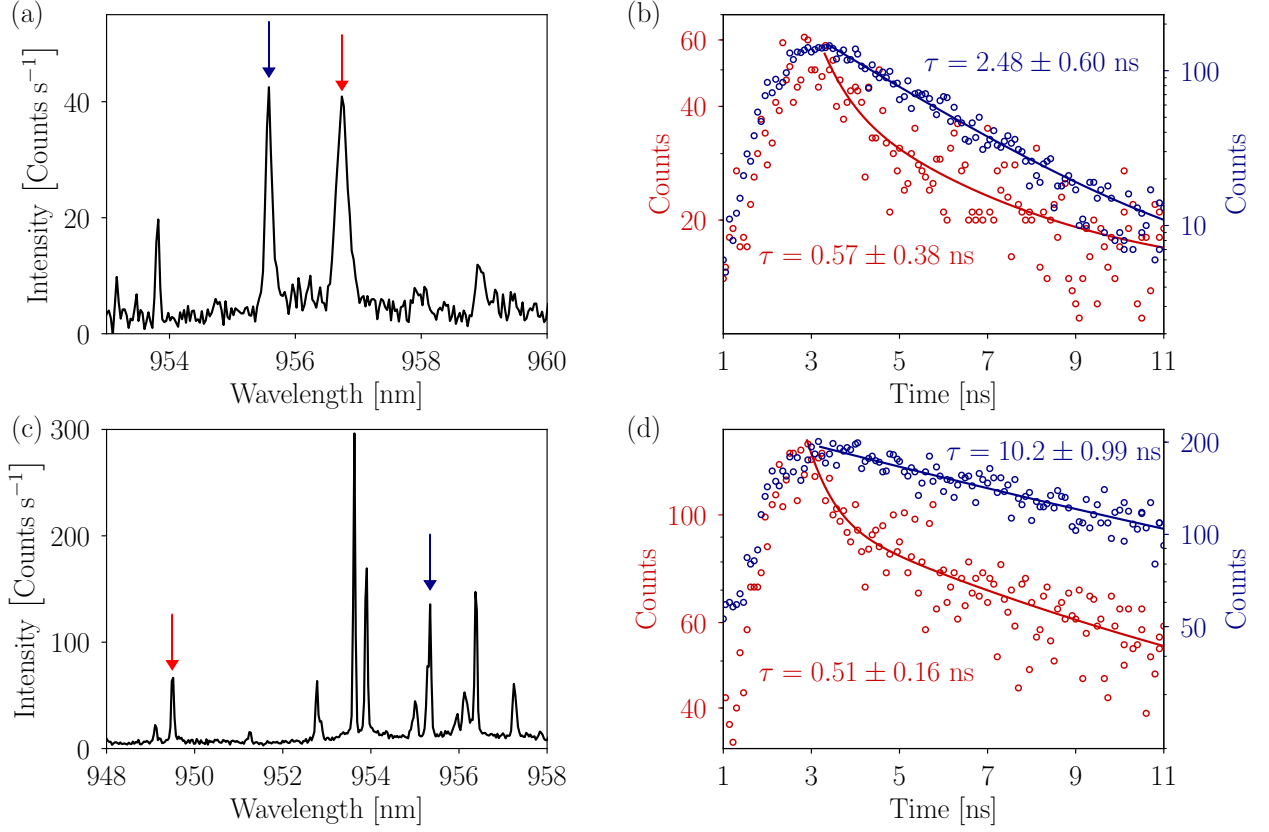 (a)
Intensity [Counts s⁻¹]
40
20
0
954
956
958
960
Wavelength [nm]
(b)
60
40
20
Counts
τ = 2.48 ± 0.60 ns
τ = 0.57 ± 0.38 ns
100
10
Counts
1
3
5
7
9
11
Time [ns]
(c)
Intensity [Counts s⁻¹]
300
200
100
0
948
950
952
954
956
958
Wavelength [nm]
(d)
100
60
40
Counts
τ = 10.2 ± 0.99 ns
τ = 0.51 ± 0.16 ns
200
100
50
Counts
1
3
5
7
9
11
Time [ns]